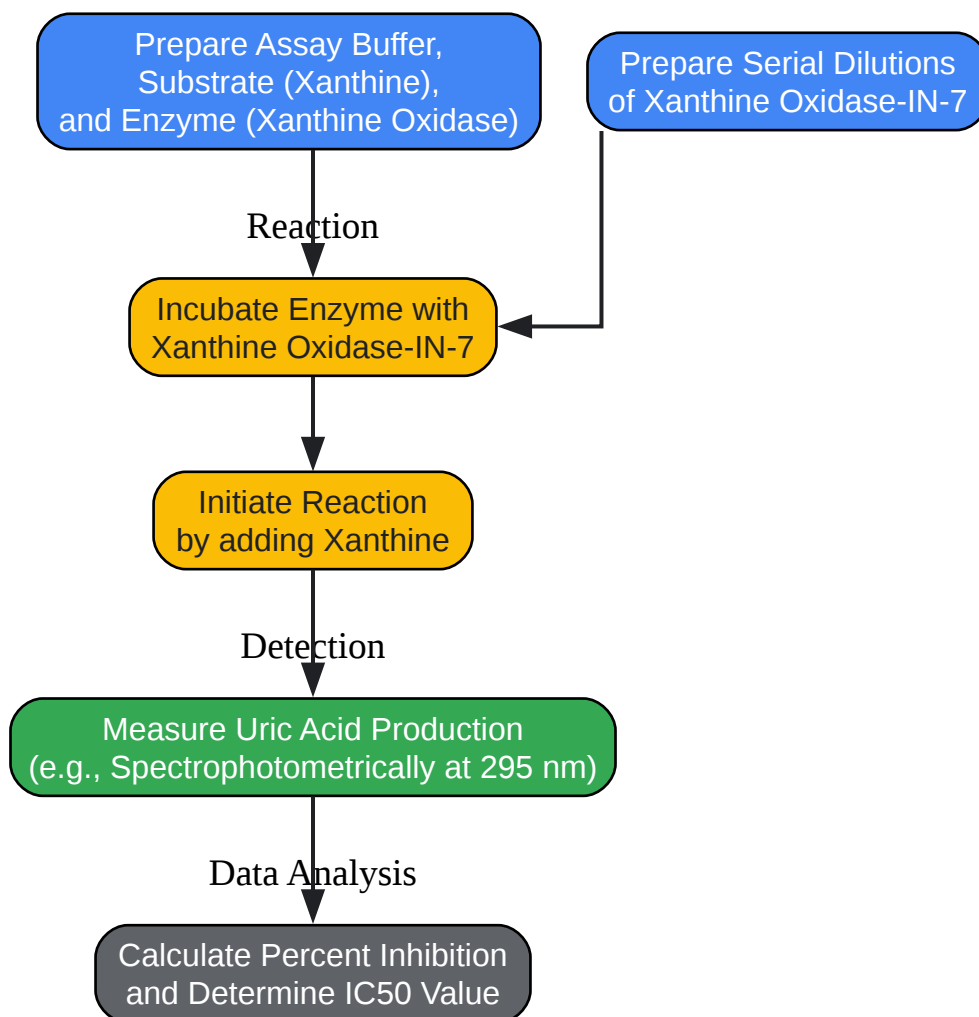 Prepare Assay Buffer,
Substrate (Xanthine),
and Enzyme (Xanthine Oxidase)
Prepare Serial Dilutions
of Xanthine Oxidase-IN-7
Reaction
Incubate Enzyme with
Xanthine Oxidase-IN-7
Initiate Reaction
by adding Xanthine
Detection
Measure Uric Acid Production
(e.g., Spectrophotometrically at 295 nm)
Data Analysis
Calculate Percent Inhibition
and Determine IC50 Value